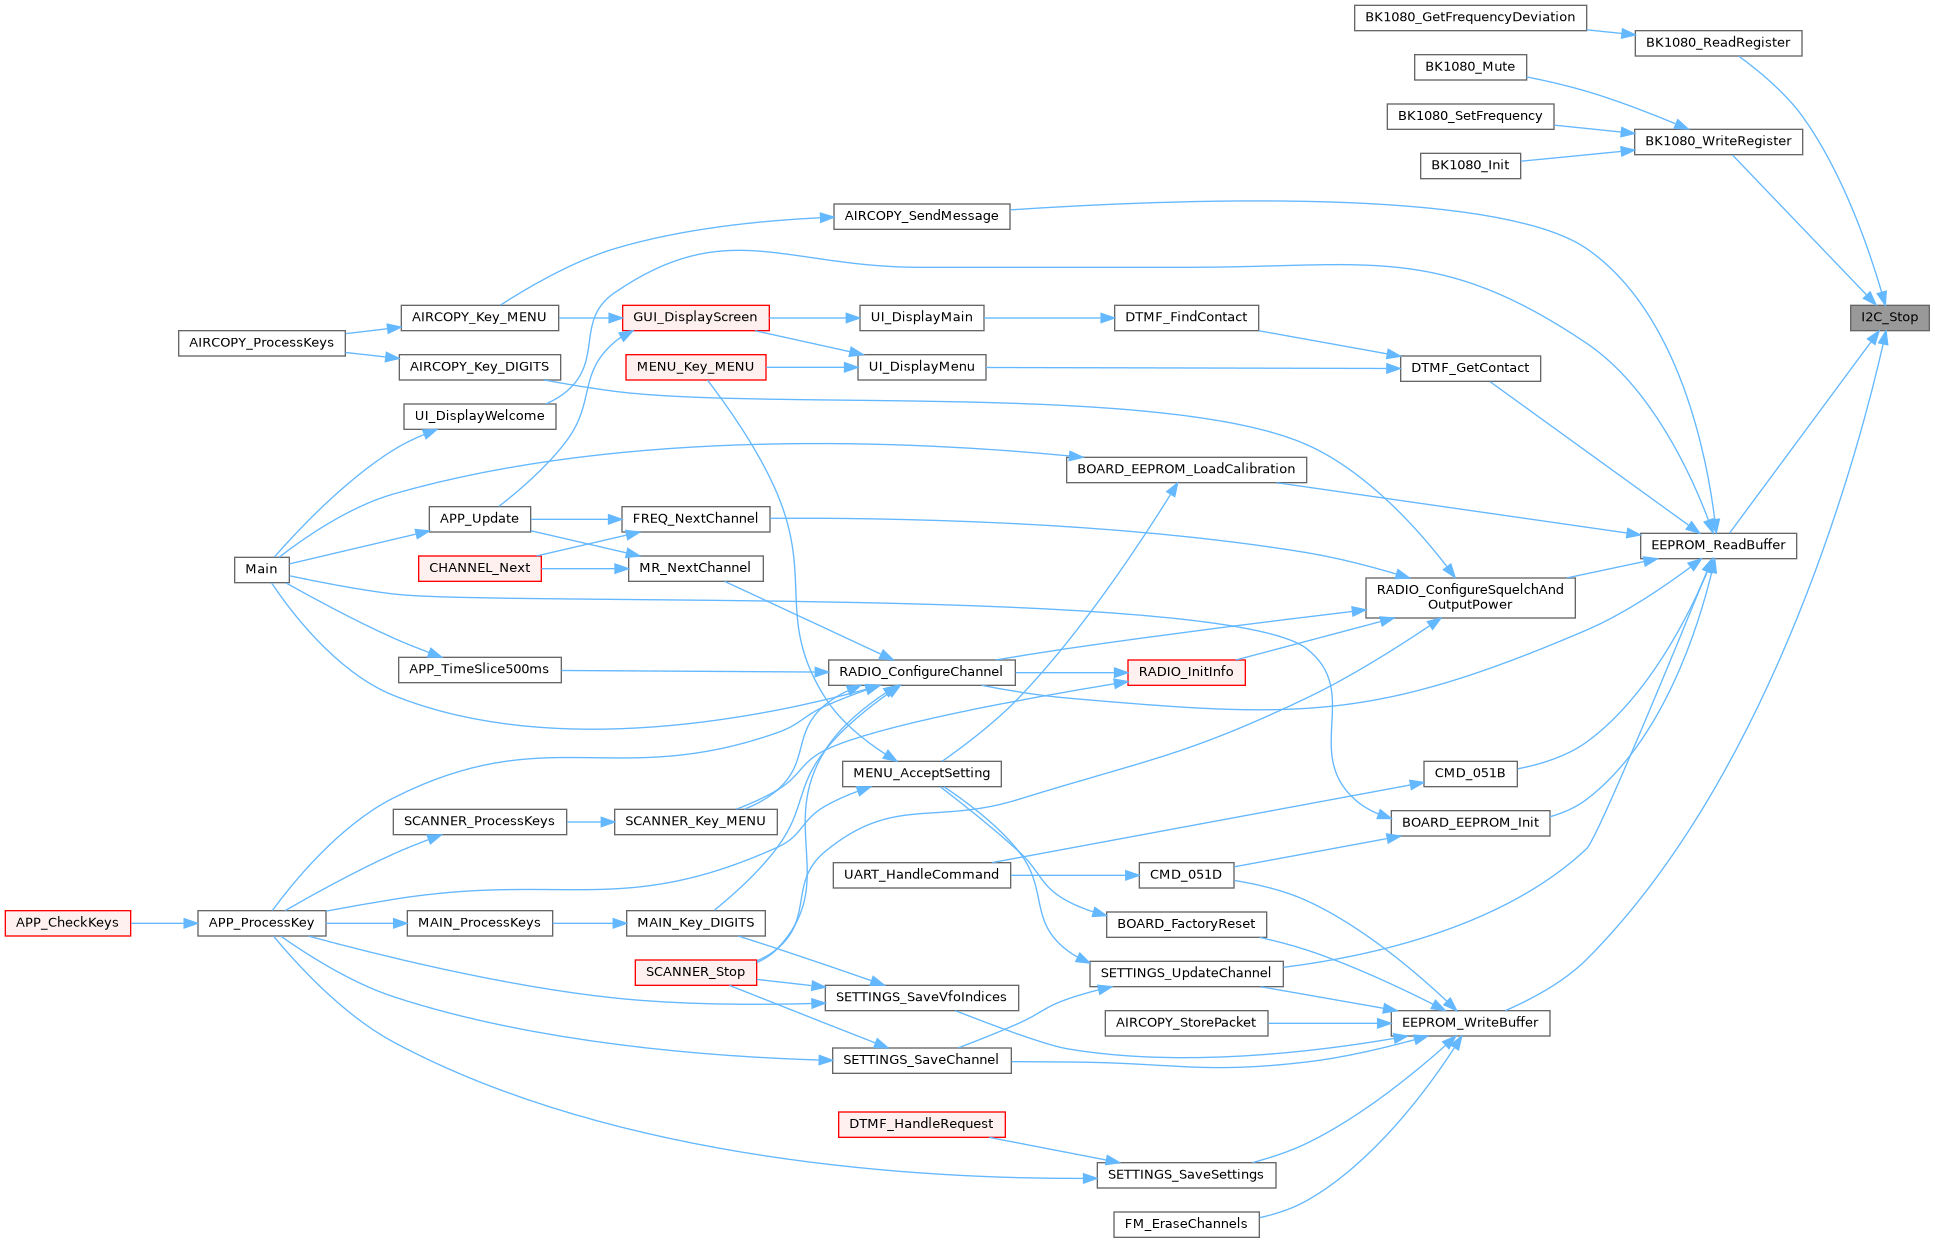 BK1080_GetFrequencyDeviation
BK1080_ReadRegister
BK1080_Mute
BK1080_SetFrequency
BK1080_WriteRegister
BK1080_Init
AIRCOPY_SendMessage
AIRCOPY_Key_MENU
GUI_DisplayScreen
UI_DisplayMain
DTMF_FindContact
I2C_Stop
AIRCOPY_ProcessKeys
AIRCOPY_Key_DIGITS
MENU_Key_MENU
UI_DisplayMenu
DTMF_GetContact
UI_DisplayWelcome
BOARD_EEPROM_LoadCalibration
APP_Update
FREQ_NextChannel
EEPROM_ReadBuffer
Main
CHANNEL_Next
MR_NextChannel
RADIO_ConfigureSquelchAnd
OutputPower
APP_TimeSlice500ms
RADIO_ConfigureChannel
RADIO_InitInfo
MENU_AcceptSetting
CMD_051B
SCANNER_ProcessKeys
SCANNER_Key_MENU
BOARD_EEPROM_Init
UART_HandleCommand
CMD_051D
APP_CheckKeys
APP_ProcessKey
MAIN_ProcessKeys
MAIN_Key_DIGITS
BOARD_FactoryReset
SCANNER_Stop
SETTINGS_UpdateChannel
SETTINGS_SaveVfoIndices
AIRCOPY_StorePacket
EEPROM_WriteBuffer
SETTINGS_SaveChannel
DTMF_HandleRequest
SETTINGS_SaveSettings
FM_EraseChannels